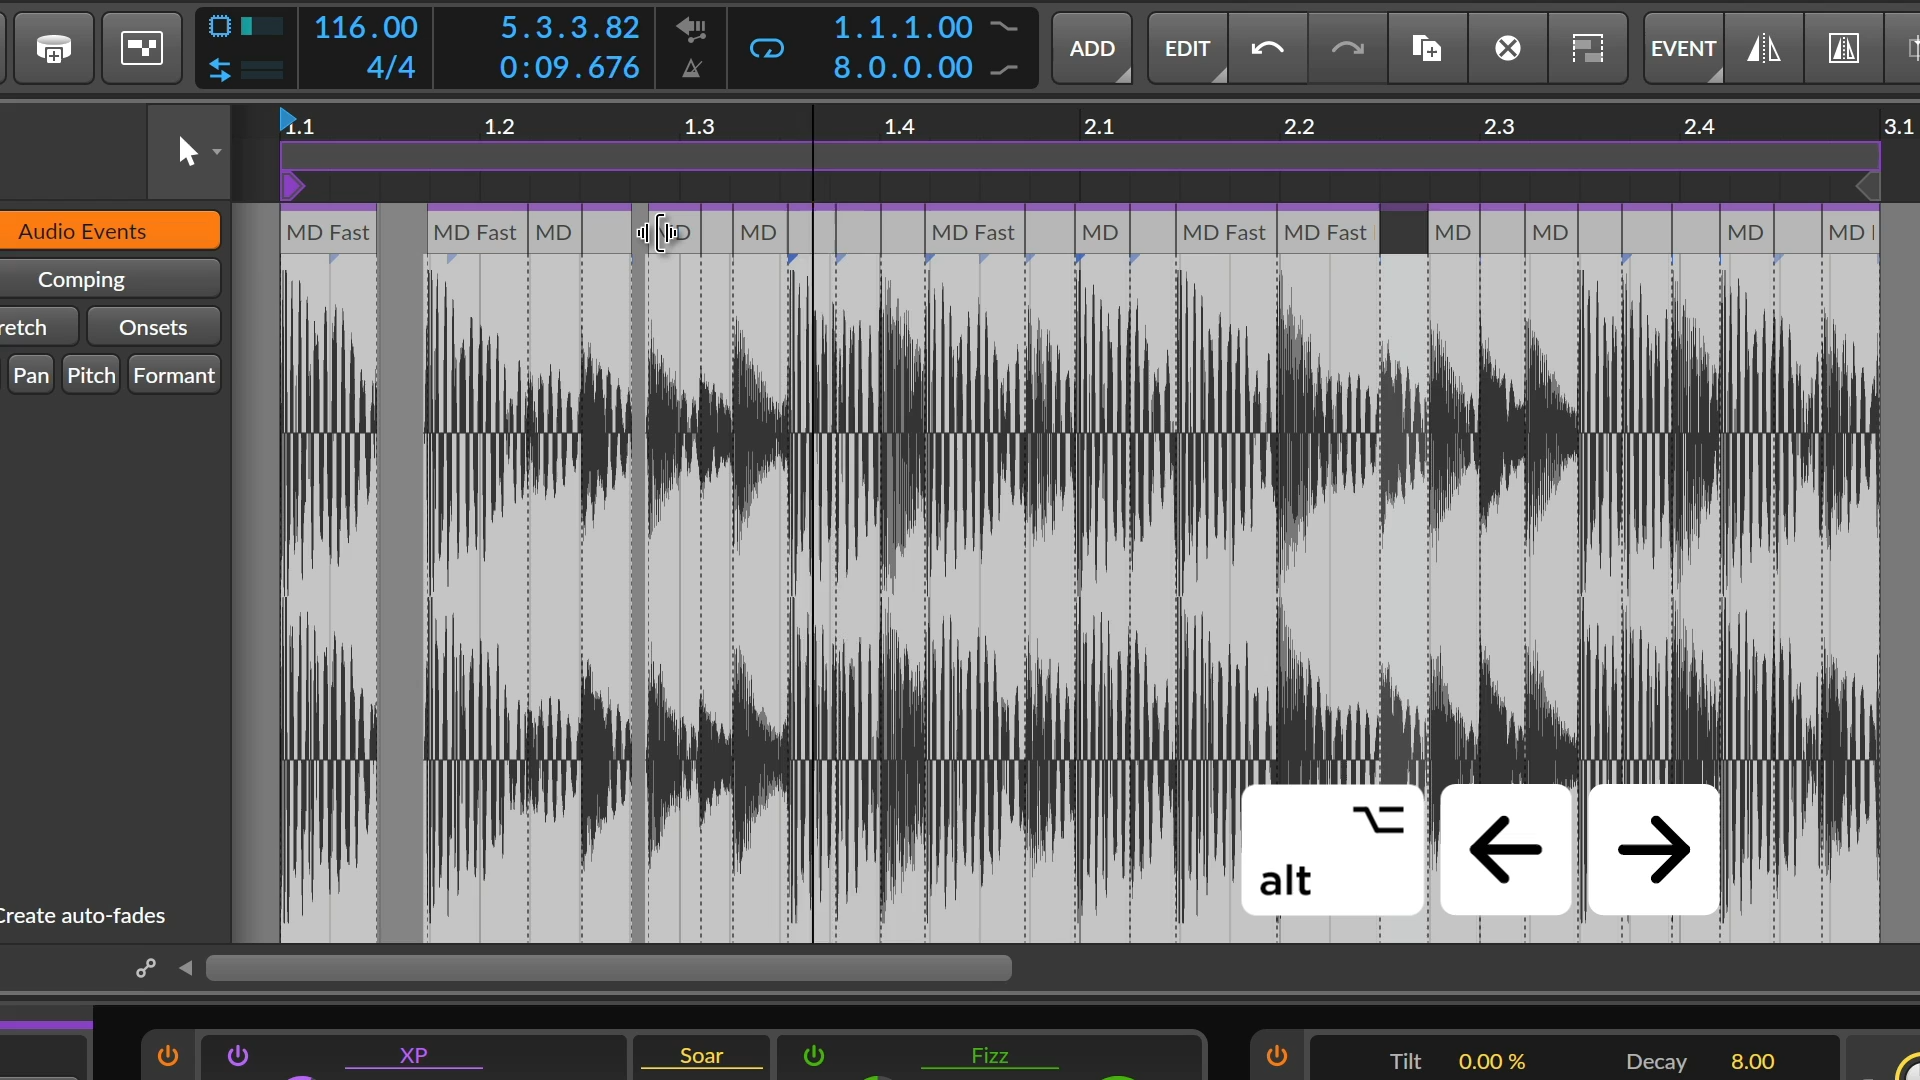 116.00
4/4
5.3.3.82
0:09.676
1.1.1.00
8.0.0.00
ADD
EDIT
EVENT
1.1 1.2 1.3 1.4 2.1 2.2 2.3 2.4 3.1
Audio Events
MD Fast MD Fast MD MD MD Fast MD MD Fast MD Fast MD MD MD MD
Comping
retch Onsets
Pan Pitch Formant
alt
Create auto-fades
XP Soar Fizz Tilt 0.00 % Decay 8.00